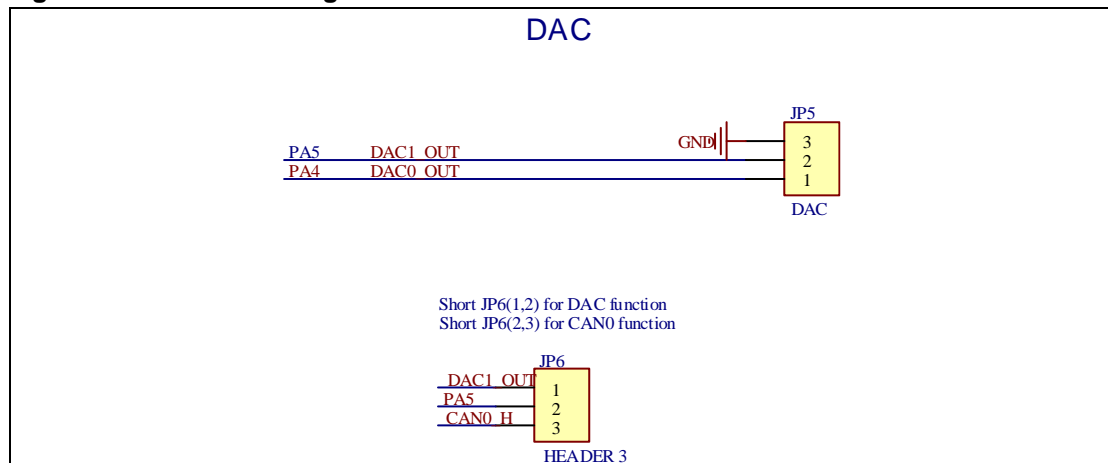 DAC
JP5
GND
3
PA5 DAC1_OUT 2
PA4 DAC0_OUT 1
DAC
Short JP6(1,2) for DAC function
Short JP6(2,3) for CAN0 function
JP6
DAC1_OUT 1
PA5 2
CAN0_H 3
HEADER 3